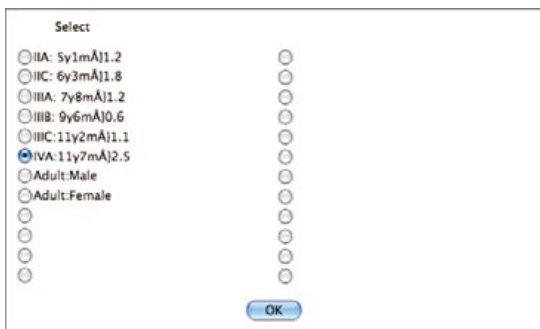 Select
IIA: 5y1mÅ}1.2
IIC: 6y3mÅ}1.8
IIIA: 7y8mÅ}1.2
IIIB: 9y6mÅ}0.6
IIIC:11y2mÅ}1.1
IVA:11y7mÅ}2.5
Adult:Male
Adult:Female
OK